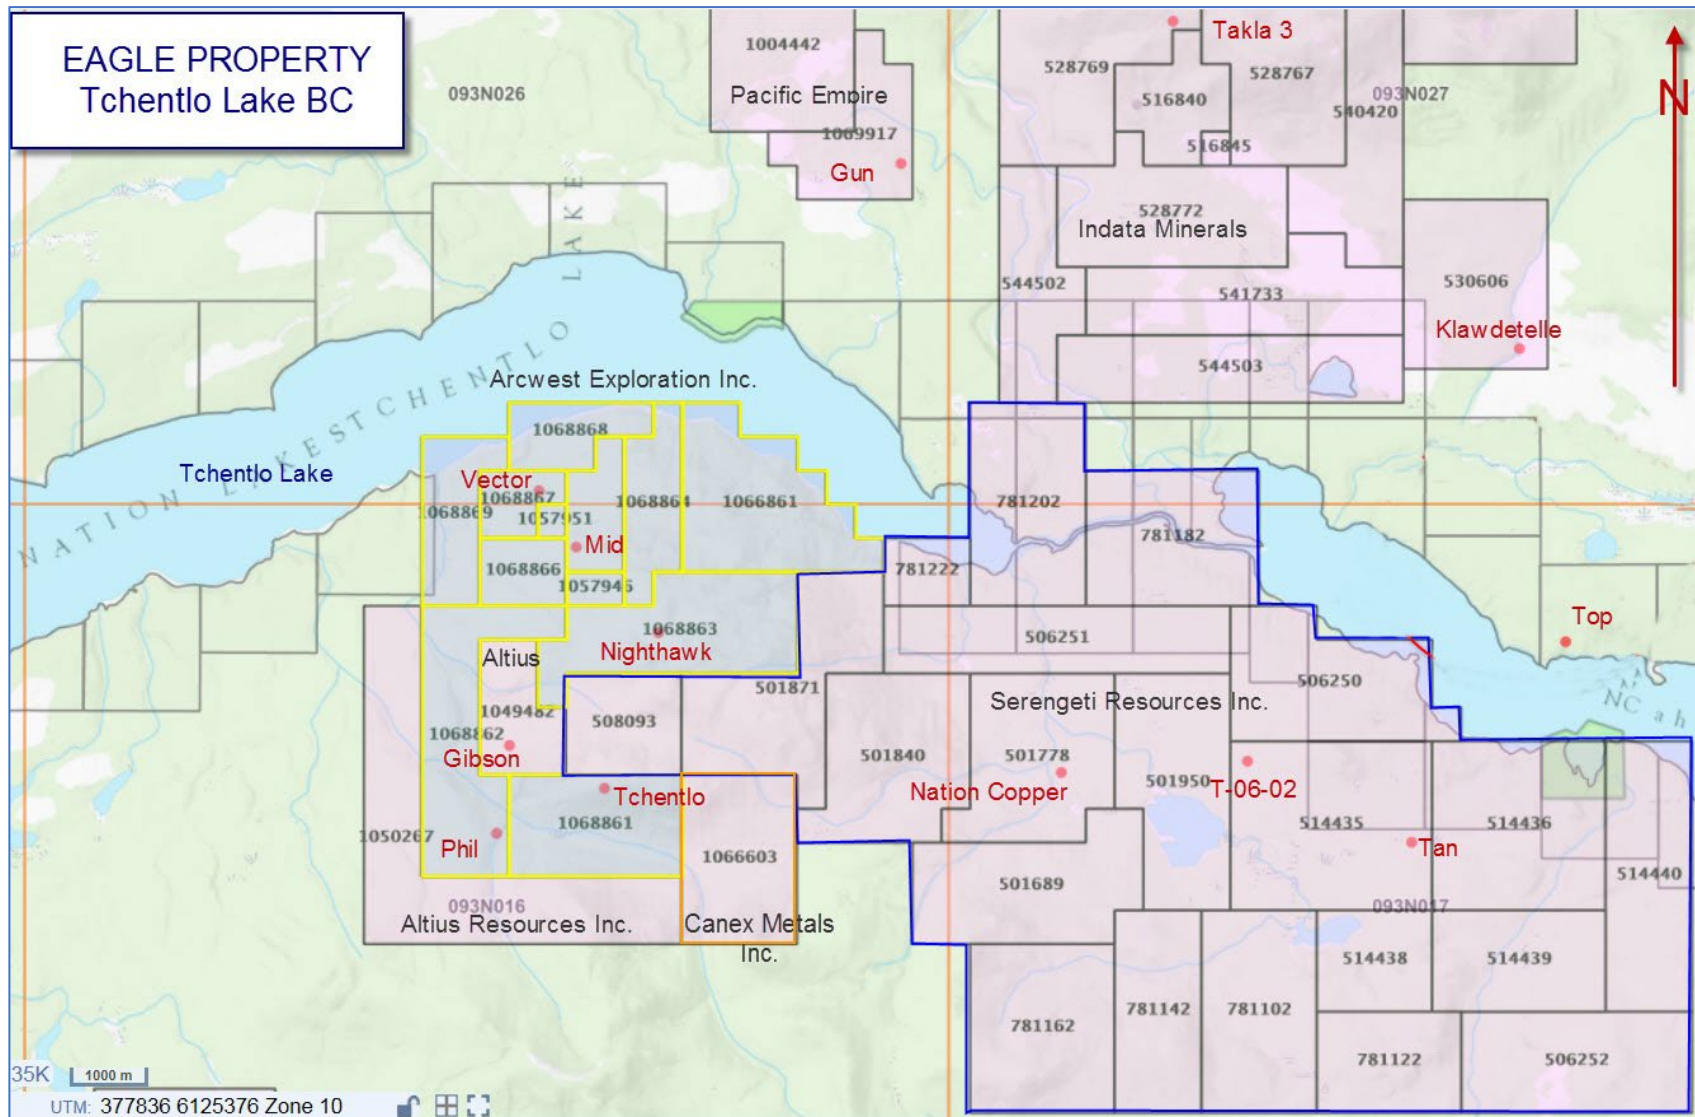 EAGLE PROPERTY
Tchentlo Lake BC
093N026
1004442
Pacific Empire
1069917
Gun
Takla 3
528769
528767
516840
540420
093N027
516845
N
528772
Indata Minerals
544502
541733
530606
Klawdetelle
544503
NATION LAKES
TCHENTLO LAKE
Tchentlo Lake
Arcwest Exploration Inc.
1068868
Vector
1068867
1068869
1057951
1068864
1066861
Mid
1068866
1057946
781202
781182
781222
1068863
Nighthawk
506251
Top
Altius
501871
506250
Serengeti Resources Inc.
1049482
508093
1068862
Gibson
501840
501778
501950
Nation Copper
T-06-02
Tchentlo
1068861
1050267
Phil
514435
514436
Tan
1066603
501689
514440
093N016
093N017
Altius Resources Inc.
Canex Metals
Inc.
514438
514439
781162
781142
781102
781122
506252
35K
1000 m
UTM: 377836 6125376 Zone 10